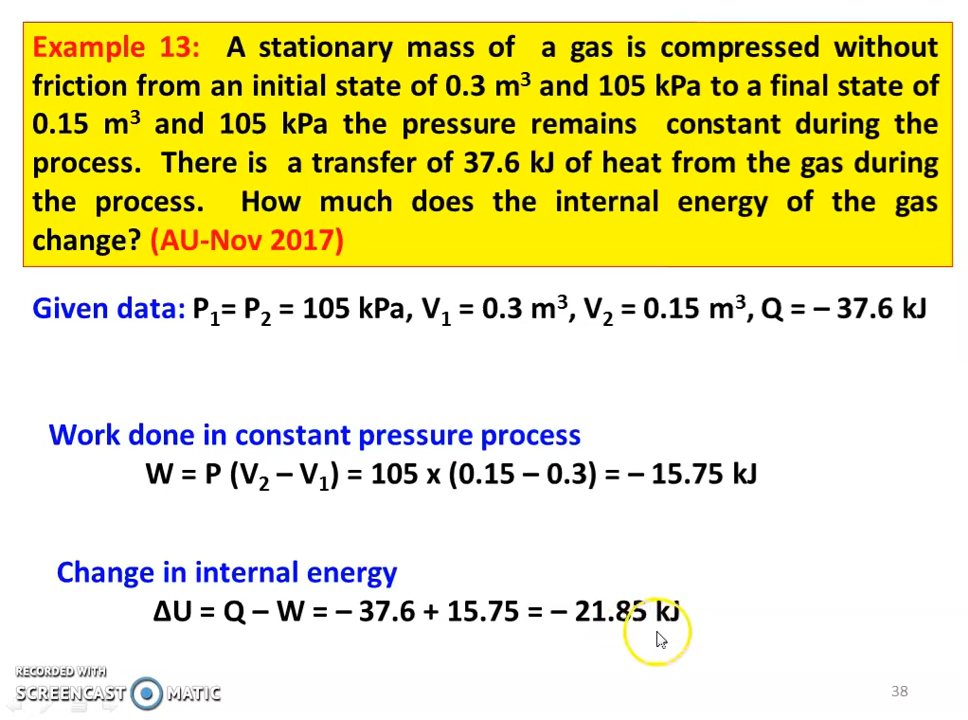 Example 13: A stationary mass of a gas is compressed without
friction from an initial state of 0.3 m³ and 105 kPa to a final state of
0.15 m³ and 105 kPa the pressure remains constant during the
process. There is a transfer of 37.6 kJ of heat from the gas during
the process. How much does the internal energy of the gas
change? (AU-Nov 2017)
Given data: P₁= P₂ = 105 kPa, V₁ = 0.3 m³, V₂ = 0.15 m³, Q = – 37.6 kJ
Work done in constant pressure process
W = P (V₂ – V₁) = 105 x (0.15 – 0.3) = – 15.75 kJ
Change in internal energy
ΔU = Q – W = – 37.6 + 15.75 = – 21.85 kJ
RECORDED WITH
SCREENCAST MATIC
38